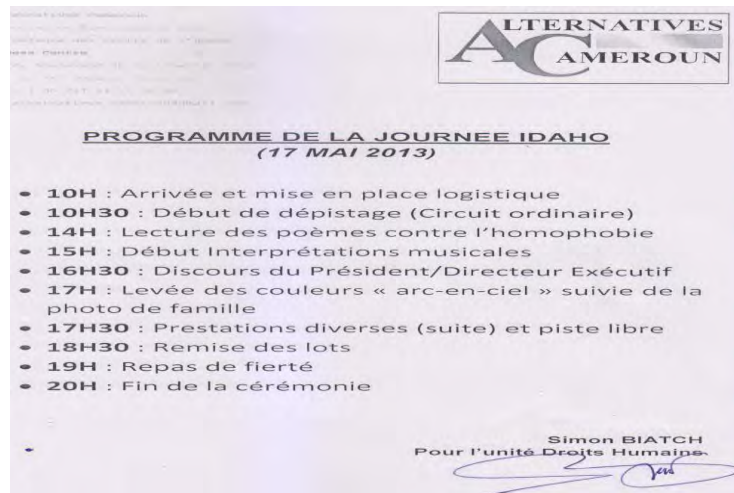 ALTERNATIVES
CAMEROUN
PROGRAMME DE LA JOURNEE IDAHO
(17 MAI 2013)
• 10H : Arrivée et mise en place logistique
• 10H30 : Début de dépistage (Circuit ordinaire)
• 14H : Lecture des poèmes contre l'homophobie
• 15H : Début Interprétations musicales
• 16H30 : Discours du Président/Directeur Exécutif
• 17H : Levée des couleurs « arc-en-ciel » suivie de la
photo de famille
• 17H30 : Prestations diverses (suite) et piste libre
• 18H30 : Remise des lots
• 19H : Repas de fierté
• 20H : Fin de la cérémonie
Simon BIATCH
Pour l'unité Droits Humains